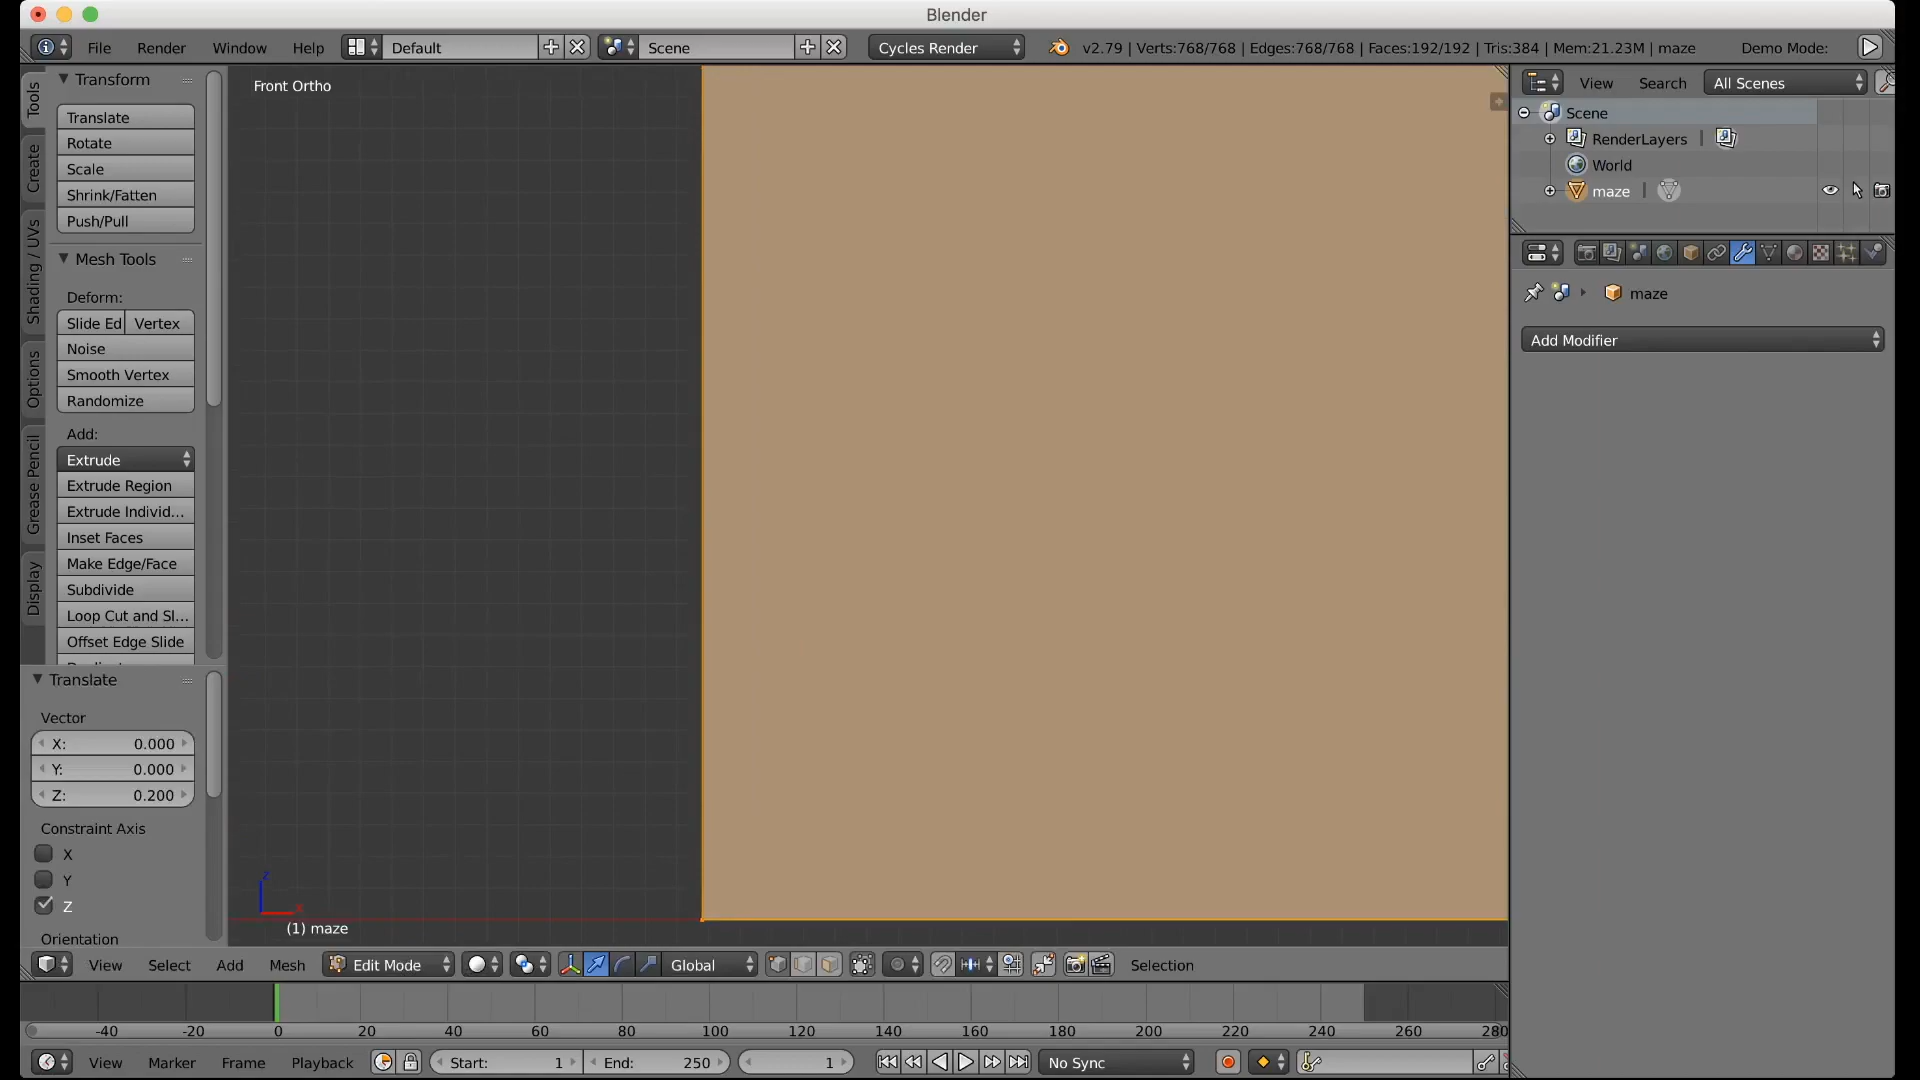 Blender
File Render Window Help Default Scene Cycles Render v2.79 | Verts:768/768 | Edges:768/768 | Faces:192/192 | Tris:384 | Mem:21.23M | maze Demo Mode:
Tools
Create
Shading / UVs
Options
Grease Pencil
Display
Transform
Translate
Rotate
Scale
Shrink/Fatten
Push/Pull
Mesh Tools
Deform:
Slide Ed Vertex
Noise
Smooth Vertex
Randomize
Add:
Extrude
Extrude Region
Extrude Individ...
Inset Faces
Make Edge/Face
Subdivide
Loop Cut and Sl...
Offset Edge Slide
Translate
Vector
X: 0.000
Y: 0.000
Z: 0.200
Constraint Axis
X
Y
Z
Orientation
Front Ortho
z
x
(1) maze
View Search All Scenes
Scene
RenderLayers |
World
maze |
maze
Add Modifier
View Select Add Mesh Edit Mode Global Selection
-40 -20 0 20 40 60 80 100 120 140 160 180 200 220 240 260 280
View Marker Frame Playback Start: 1 End: 250 1 No Sync